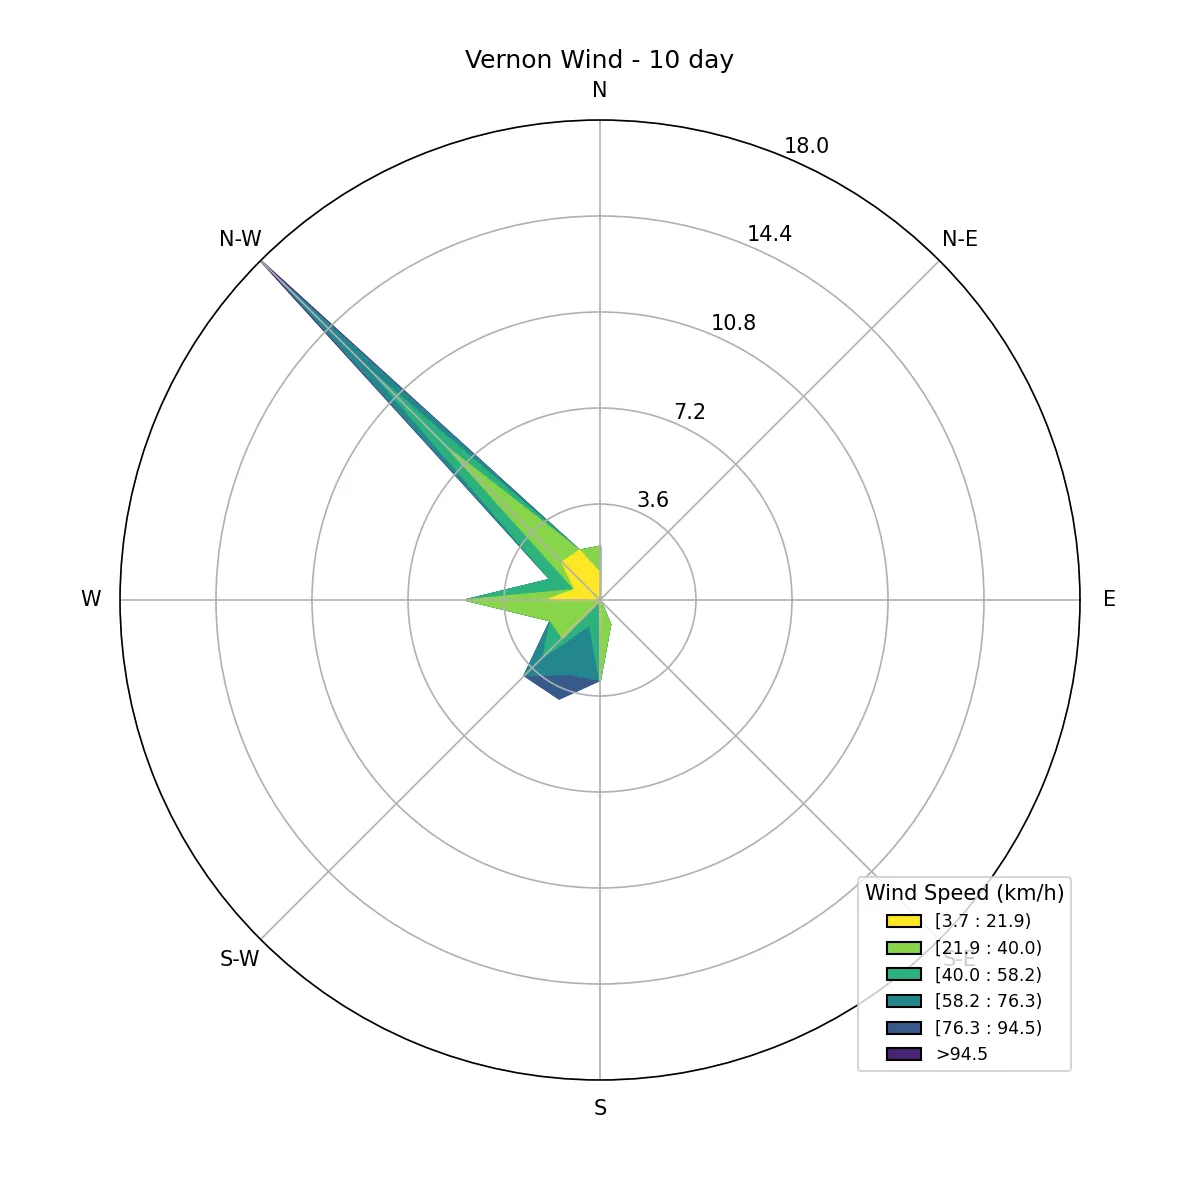 Vernon Wind - 10 day
N
18.0
N-W
N-E
14.4
10.8
7.2
3.6
W
E
S-W
S-E
S
Wind Speed (km/h)
[3.7 : 21.9)
[21.9 : 40.0)
[40.0 : 58.2)
[58.2 : 76.3)
[76.3 : 94.5)
>94.5